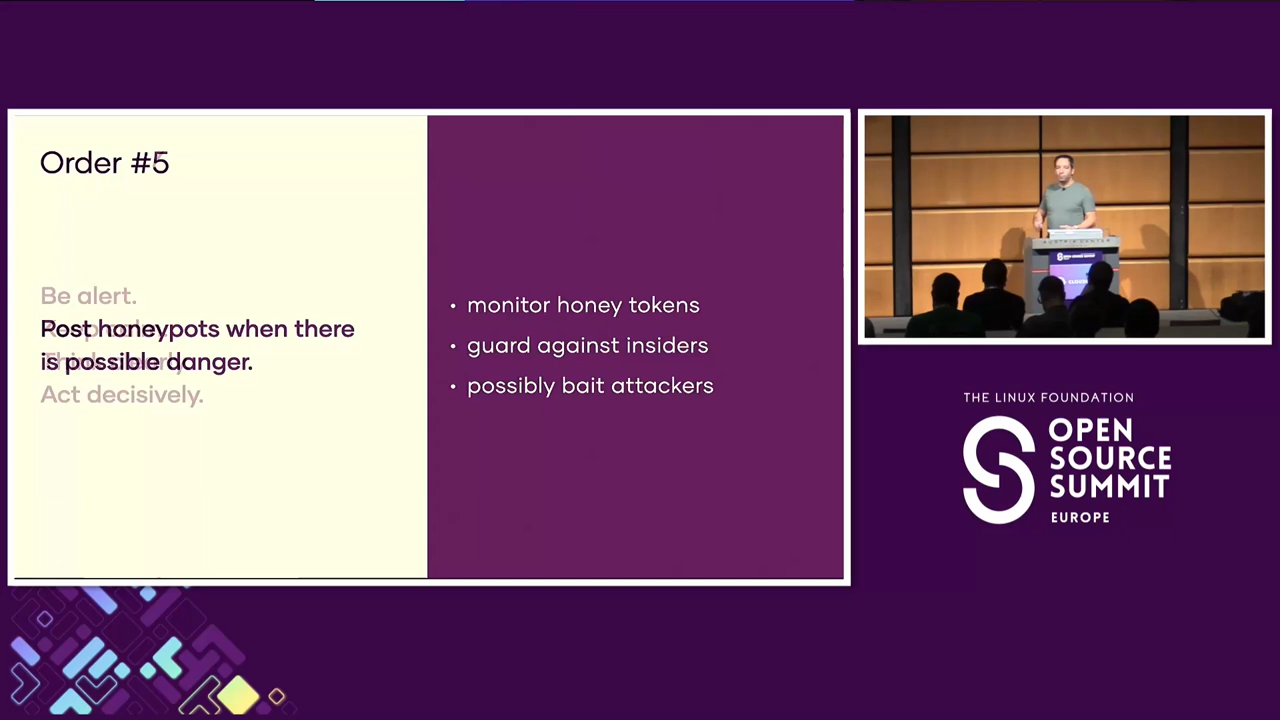 Order #5
Be alert.
Post honeypots when there
is possible danger.
Act decisively.
• monitor honey tokens
• guard against insiders
• possibly bait attackers
THE LINUX FOUNDATION
OPEN
SOURCE
SUMMIT
EUROPE